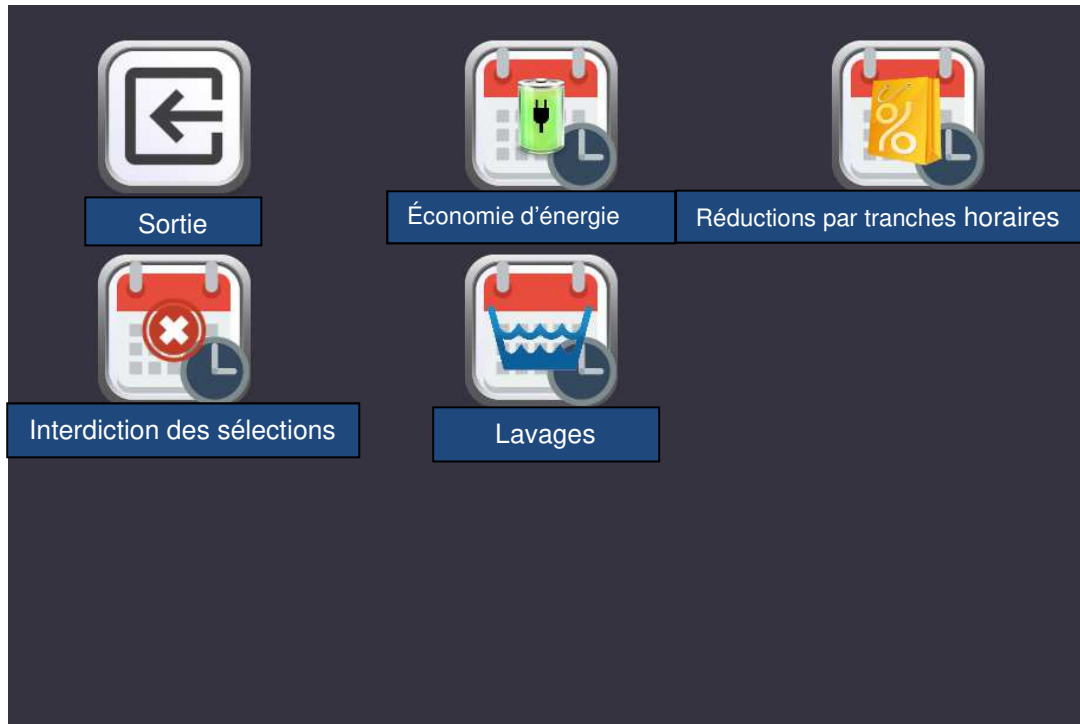 Sortie
Économie d'énergie
Réductions par tranches horaires
Interdiction des sélections
Lavages